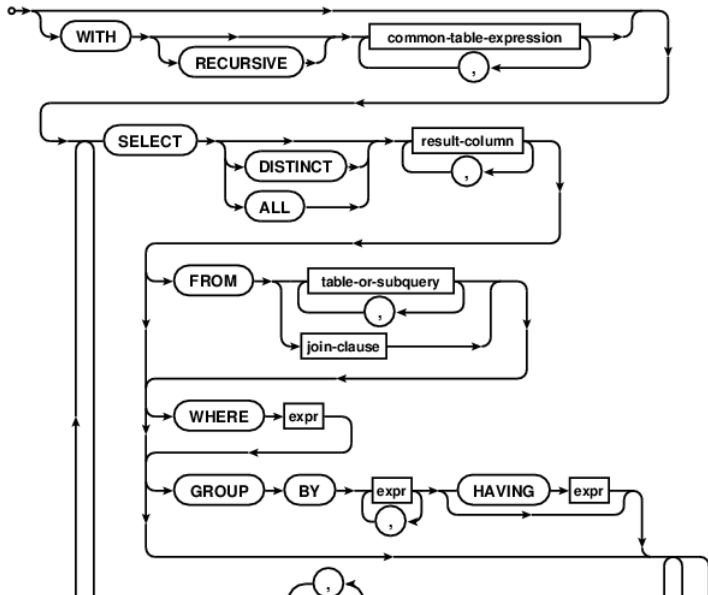 WITH
RECURSIVE
common-table-expression
,
SELECT
DISTINCT
ALL
result-column
,
FROM
table-or-subquery
,
join-clause
WHERE expr
GROUP BY expr HAVING expr
,
,